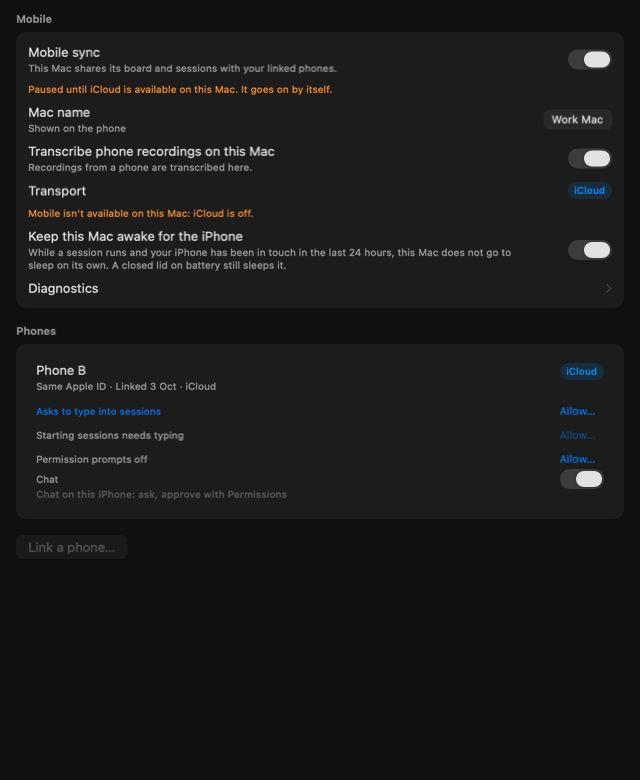 Mobile
Mobile sync
This Mac shares its board and sessions with your linked phones.
Paused until iCloud is available on this Mac. It goes on by itself.
Mac name
Shown on the phone
Work Mac
Transcribe phone recordings on this Mac
Recordings from a phone are transcribed here.
Transport
iCloud
Mobile isn't available on this Mac: iCloud is off.
Keep this Mac awake for the iPhone
While a session runs and your iPhone has been in touch in the last 24 hours, this Mac does not go to
sleep on its own. A closed lid on battery still sleeps it.
Diagnostics
Phones
Phone B
iCloud
Same Apple ID · Linked 3 Oct · iCloud
Asks to type into sessions
Allow...
Starting sessions needs typing
Allow...
Permission prompts off
Allow...
Chat
Chat on this iPhone: ask, approve with Permissions
Link a phone...